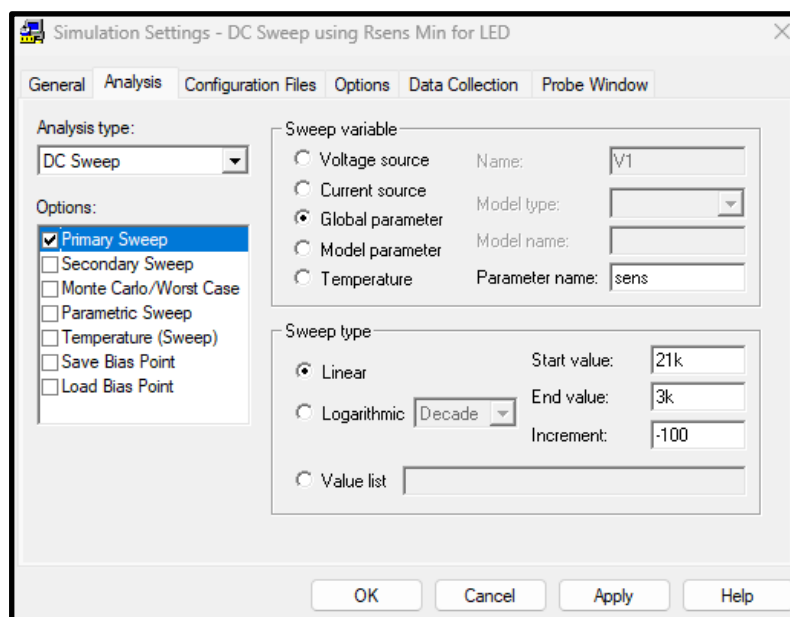 Simulation Settings - DC Sweep using Rsens Min for LED
General Analysis Configuration Files Options Data Collection Probe Window
Analysis type:
DC Sweep
Options:
Primary Sweep
Secondary Sweep
Monte Carlo/Worst Case
Parametric Sweep
Temperature (Sweep)
Save Bias Point
Load Bias Point
Sweep variable
Voltage source
Current source
Global parameter
Model parameter
Temperature
Name: V1
Model type:
Model name:
Parameter name: sens
Sweep type
Linear
Logarithmic Decade
Value list
Start value: 21k
End value: 3k
Increment: -100
OK Cancel Apply Help